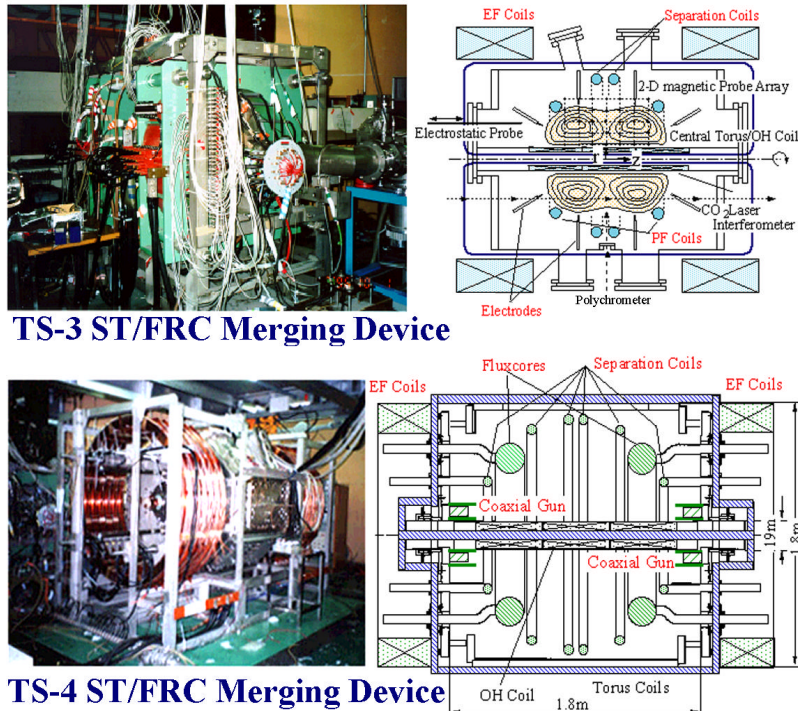 EF Coils
Separation Coils
2-D magnetic Probe Array
Electrostatic Probe
Central Torus/OH Coil
r
z
CO2Laser
Interferometer
PF Coils
Electrodes
Polychrometer
TS-3 ST/FRC Merging Device
EF Coils
Fluxcores
Separation Coils
EF Coils
Coaxial Gun
Coaxial Gun
.19m
1.8m
OH Coil
Torus Coils
1.8m
TS-4 ST/FRC Merging Device